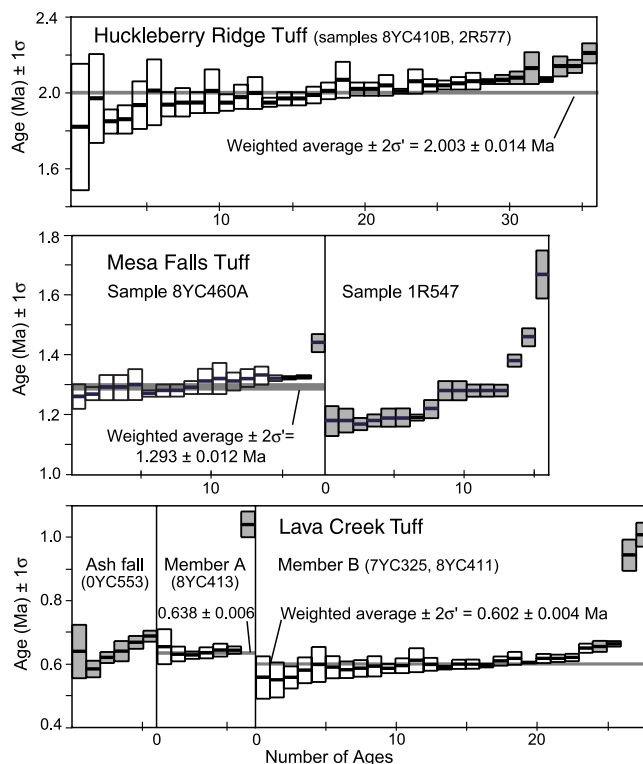 Huckleberry Ridge Tuff (samples 8YC410B, 2R577)
Age (Ma) ± 1σ
2.4
2.0
1.6
Weighted average ± 2σ' = 2.003 ± 0.014 Ma
10
20
30
Age (Ma) ± 1σ
1.8
1.6
1.4
1.2
1.0
Mesa Falls Tuff
Sample 8YC460A
Sample 1R547
Weighted average ± 2σ'=
1.293 ± 0.012 Ma
10
0
10
Age (Ma) ± 1σ
1.0
0.8
0.6
0.4
Lava Creek Tuff
Ash fall
(0YC553)
Member A
(8YC413)
Member B (7YC325, 8YC411)
0.638 ± 0.006
Weighted average ± 2σ' = 0.602 ± 0.004 Ma
0
0
10
20
Number of Ages